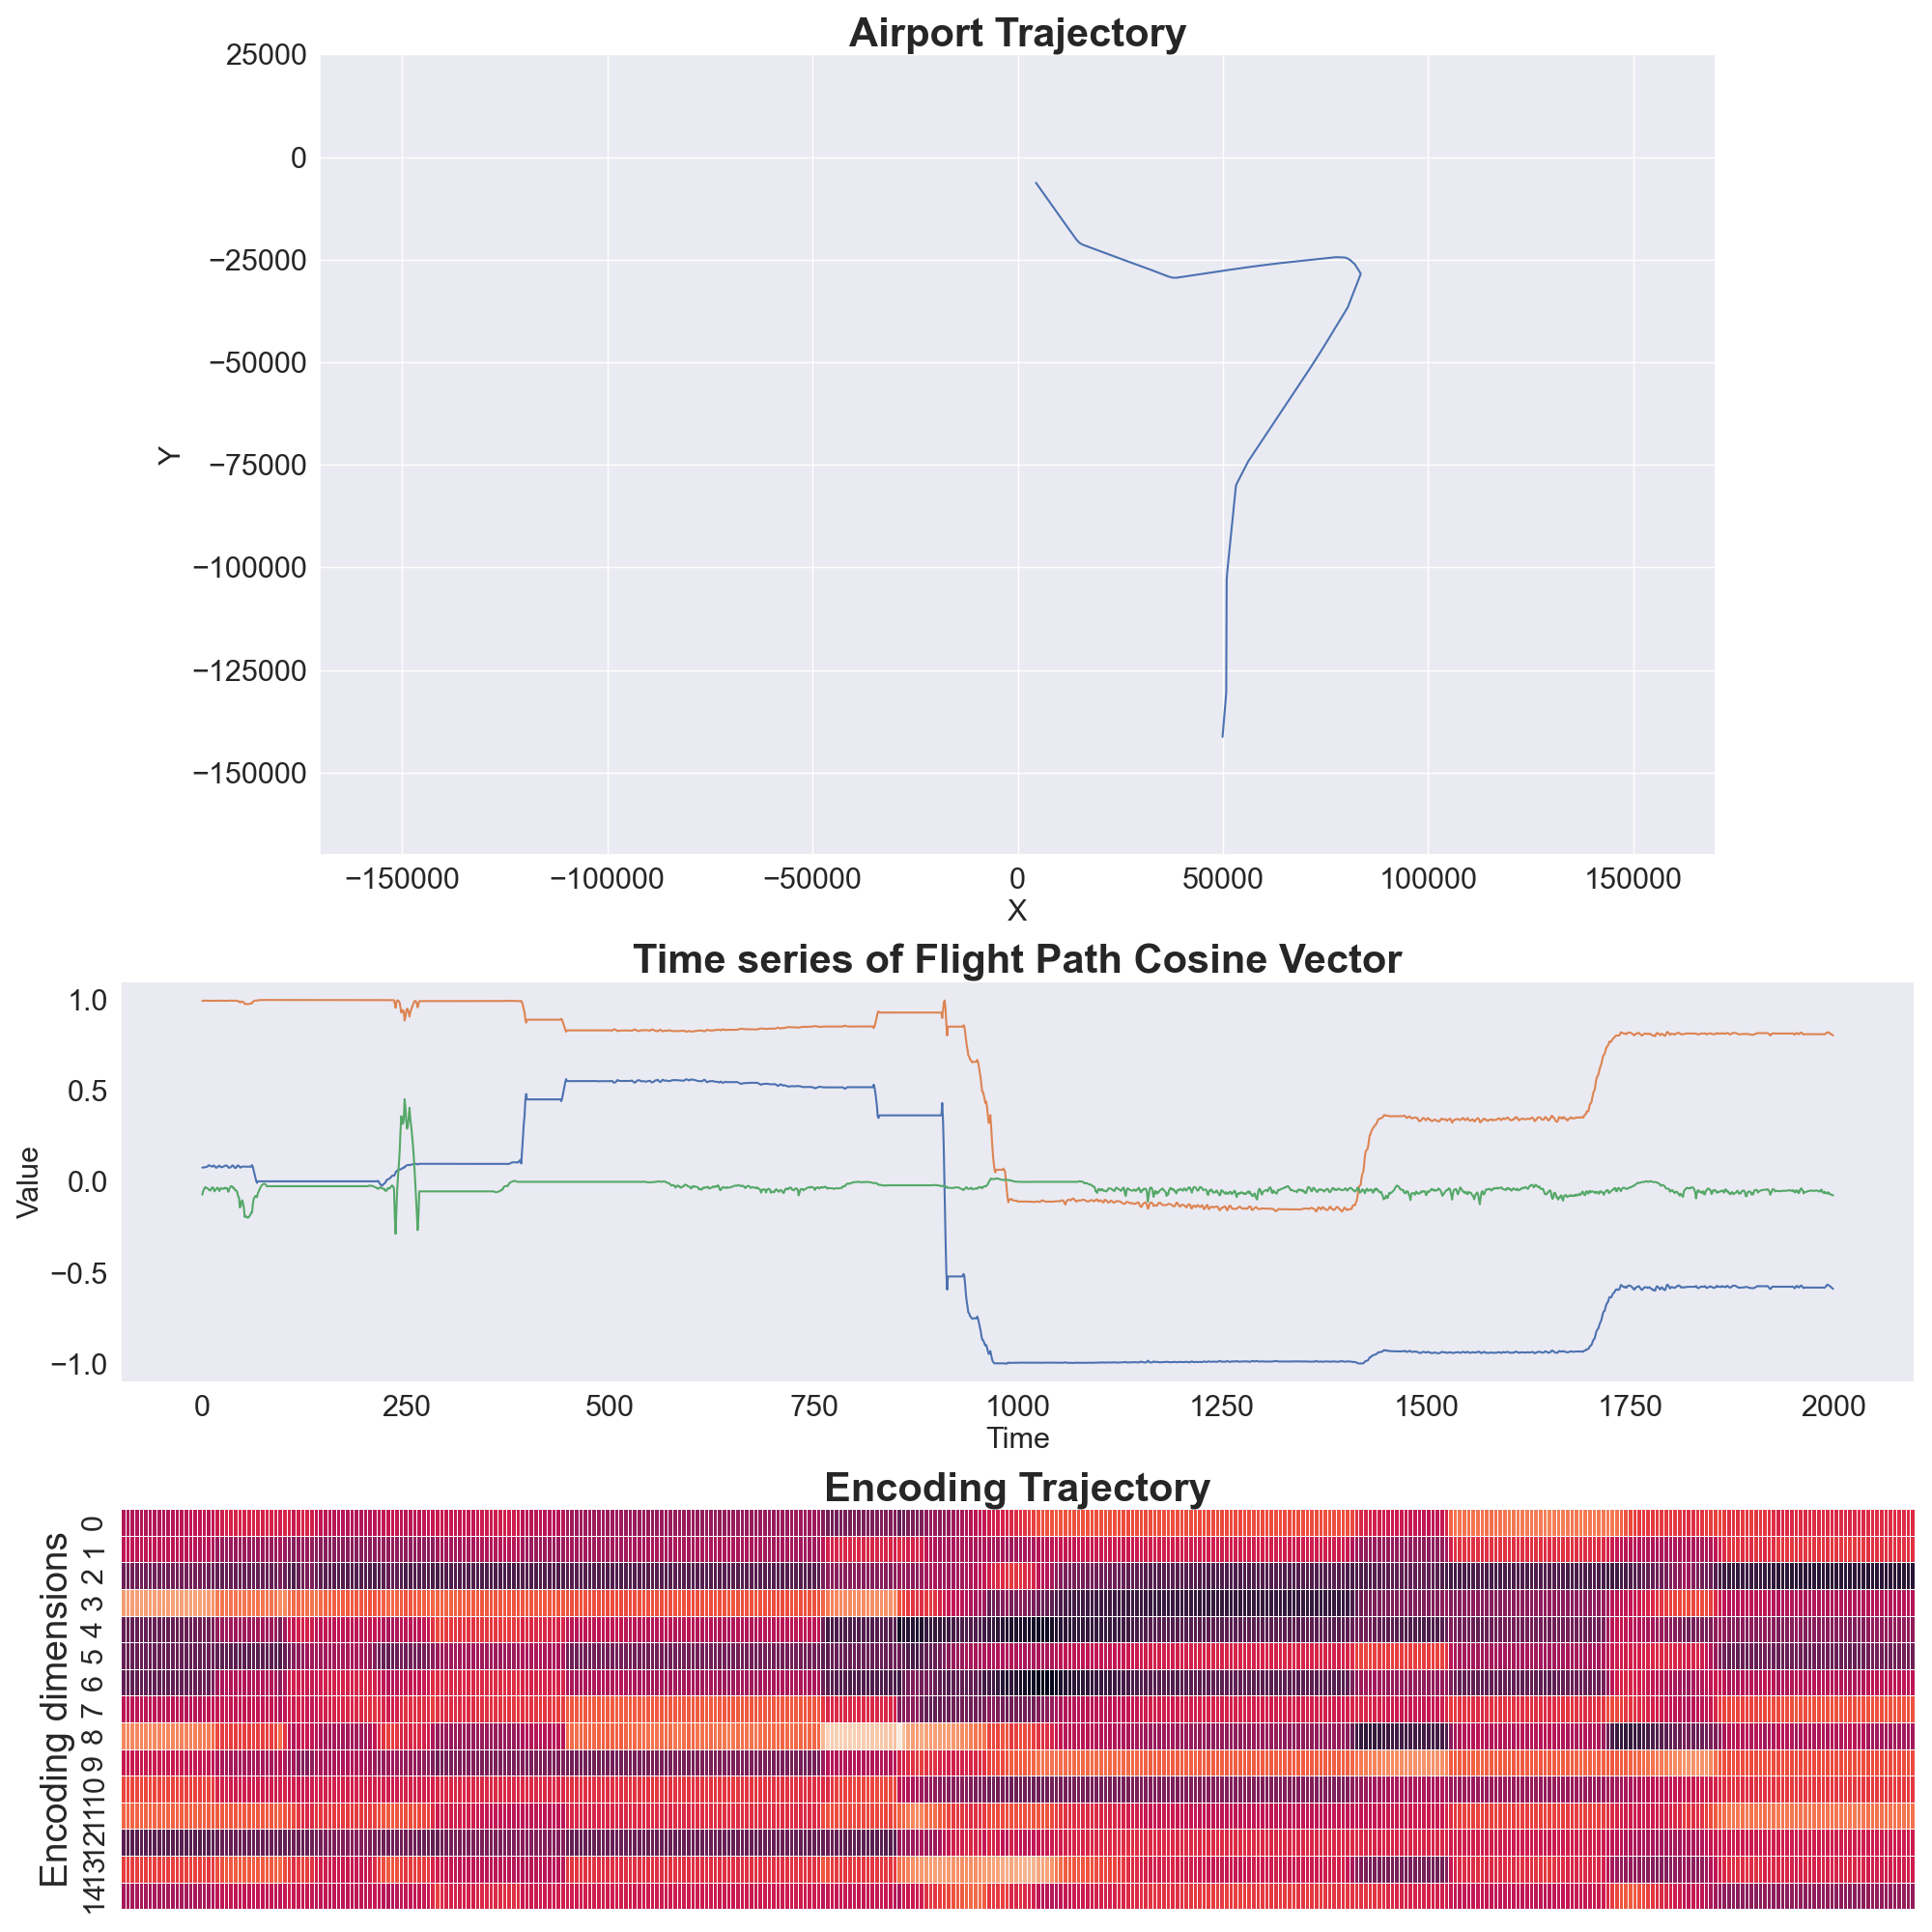 Airport Trajectory
25000
0
−25000
−50000
−75000
−100000
−125000
−150000
Y
−150000 −100000 −50000 0 50000 100000 150000
X
Time series of Flight Path Cosine Vector
1.0
0.5
0.0
−0.5
−1.0
Value
0 250 500 750 1000 1250 1500 1750 2000
Time
Encoding Trajectory
Encoding dimensions
0
1
2
3
4
5
6
7
8
9
10
11
12
13
14